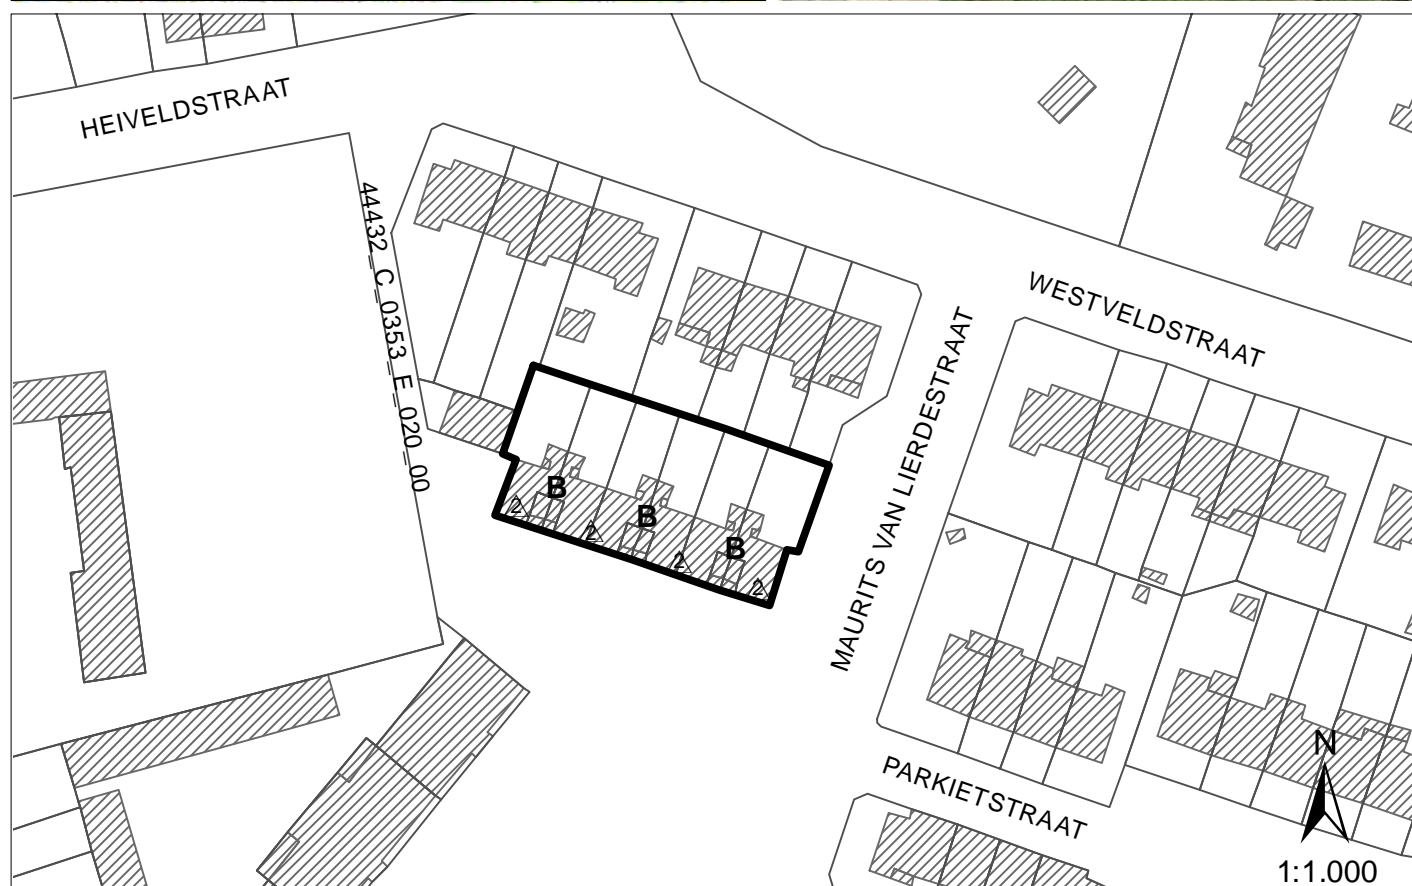 HEIVELDSTRAAT
44432_C_0353_E_020_00
WESTVELDSTRAAT
MAURITS VAN LIERDESTRAAT
B
B
B
2
2
2
2
PARKIETSTRAAT
N
1:1.000